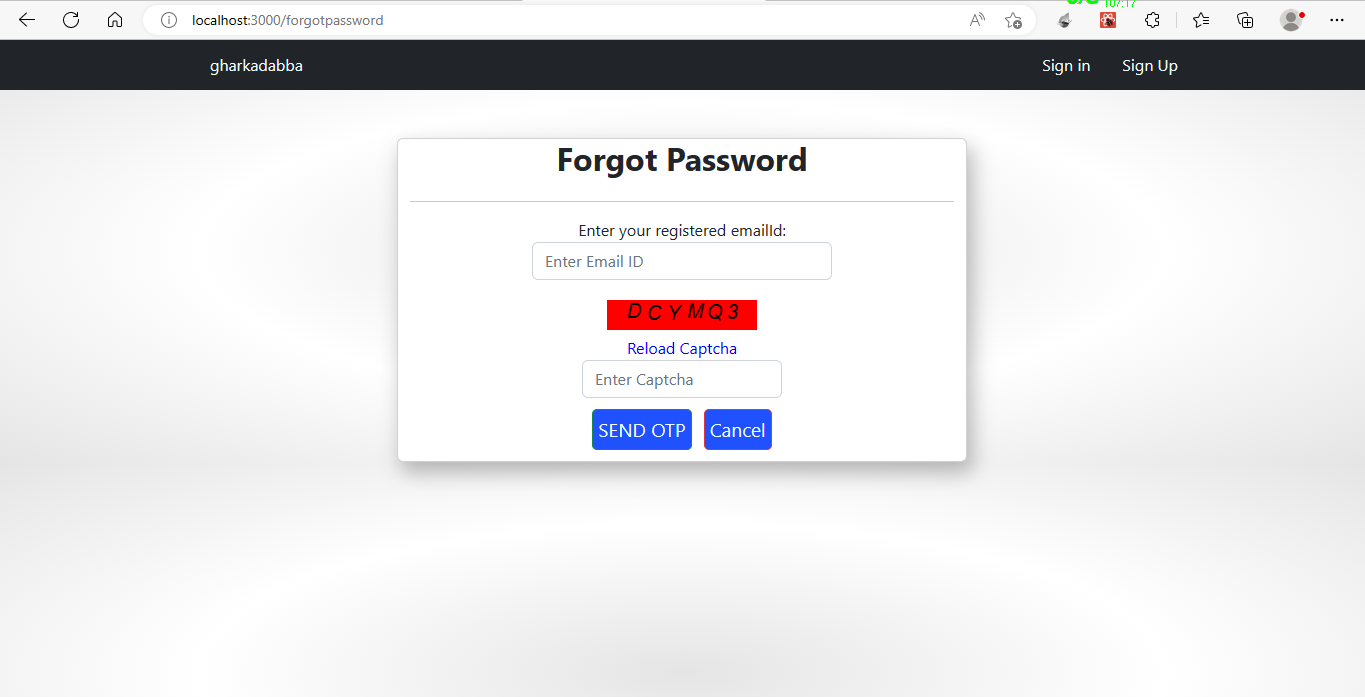 localhost:3000/forgotpassword
gharkadabba Sign in Sign Up
Forgot Password
Enter your registered emailId:
Enter Email ID
D C Y M Q 3
Reload Captcha
Enter Captcha
SEND OTP Cancel